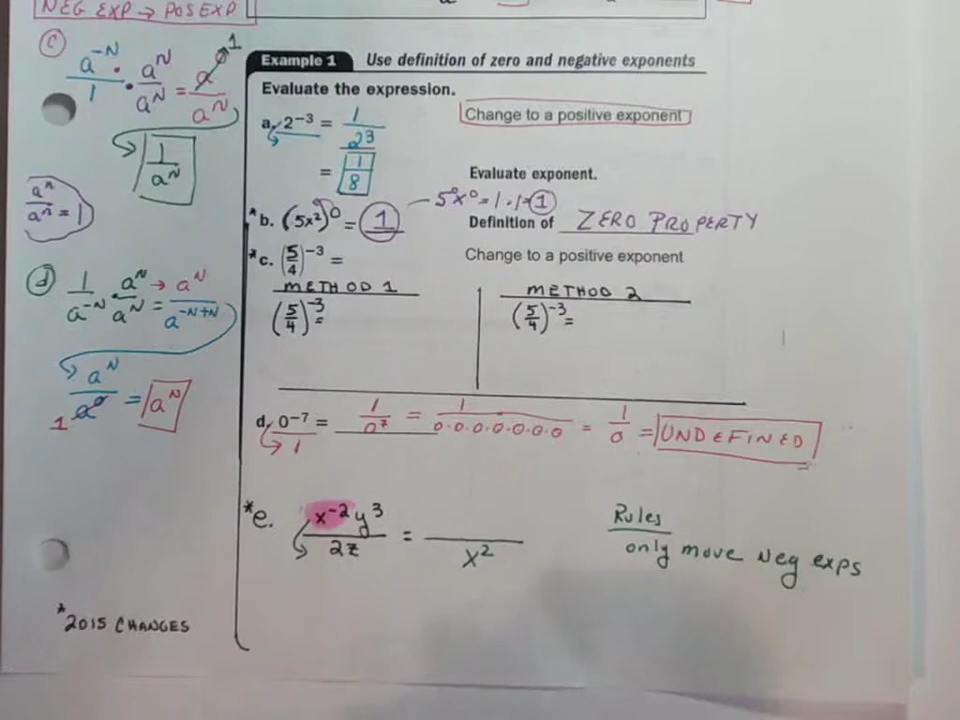 NEG EXP → POS EXP
c
a^-N / 1 · a^N / a^N = a^0 / a^N 1
1 / a^N
a^n / a^n = 1
d
1 / a^-N · a^N / a^N = a^N / a^-N+N
a^N / a^0 = a^N
1
*2015 CHANGES
Example 1 Use definition of zero and negative exponents
Evaluate the expression.
a. 2^−3 = 1 / 2^3 Change to a positive exponent
= 1 / 8 Evaluate exponent.
*b. (5x^2)^0 = 1 — 5^0x^0 = 1 · 1 = 1 Definition of ZERO PROPERTY
*c. (5/4)^−3 = Change to a positive exponent
METHOD 1 METHOD 2
(5/4)^-3 = (5/4)^-3 =
d. 0^−7 = 1 / 0^7 = 1 / 0·0·0·0·0·0·0 = 1 / 0 = UNDEFINED
1
*e. x^-2 y^3 / 2z = / x^2
Rules
only move Neg exps